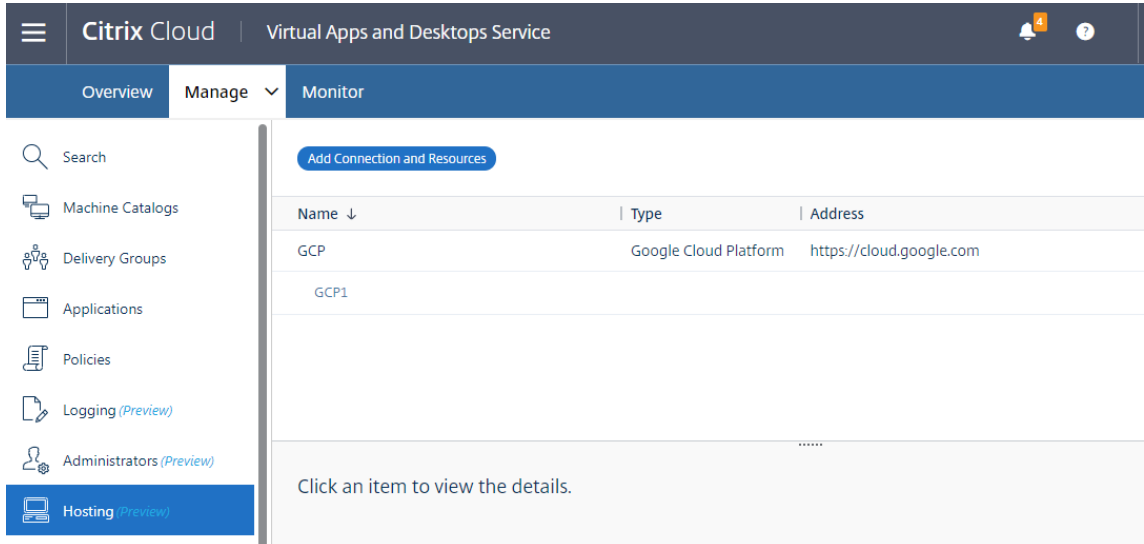 Citrix Cloud | Virtual Apps and Desktops Service 4 ?
Overview Manage Monitor
Search
Machine Catalogs
Delivery Groups
Applications
Policies
Logging (Preview)
Administrators (Preview)
Hosting (Preview)
Add Connection and Resources
Name ↓ Type Address
GCP Google Cloud Platform https://cloud.google.com
GCP1
Click an item to view the details.